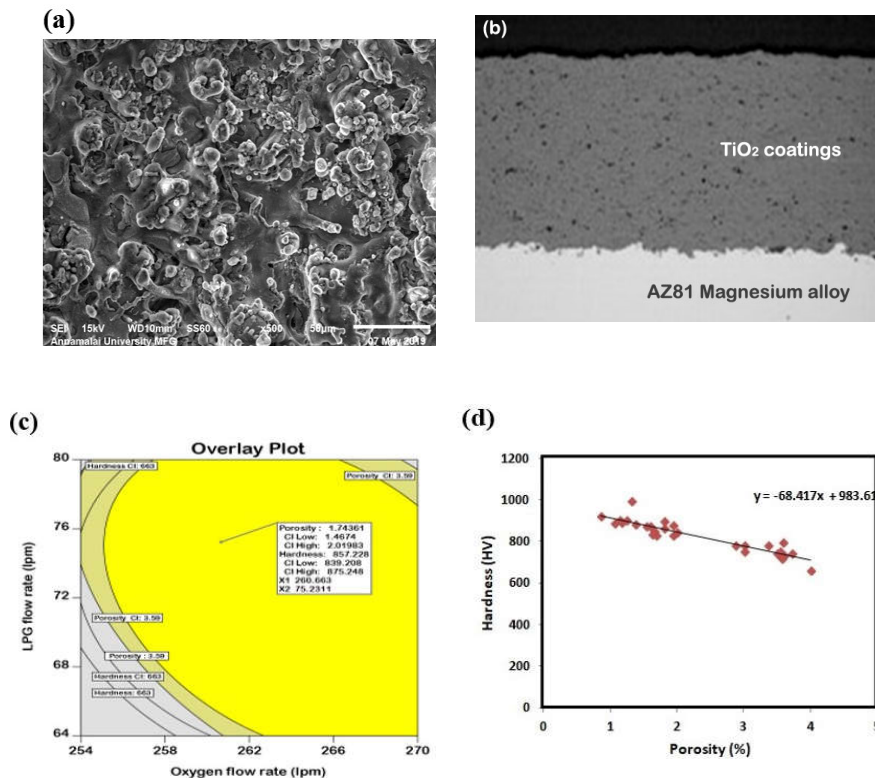 (a)
SEI 15kV WD10mm SS60 x500 50µm
Annamalai University,MFG 07 May 2019
(b)
TiO₂ coatings
AZ81 Magnesium alloy
(c)
Overlay Plot
80
76
72
68
64
LPG flow rate (lpm)
Hardness CI: 663
Porosity CI: 3.59
Porosity : 1.74361
CI Low: 1.4674
CI High: 2.01983
Hardness: 857.228
CI Low: 839.208
CI High: 875.248
X1 260.663
X2 75.2311
Porosity CI: 3.59
Porosity : 3.59
Hardness CI: 663
Hardness: 663
254 258 262 266 270
Oxygen flow rate (lpm)
(d)
1200
1000
800
600
400
200
0
Hardness (HV)
y = -68.417x + 983.61
0 1 2 3 4 5
Porosity (%)